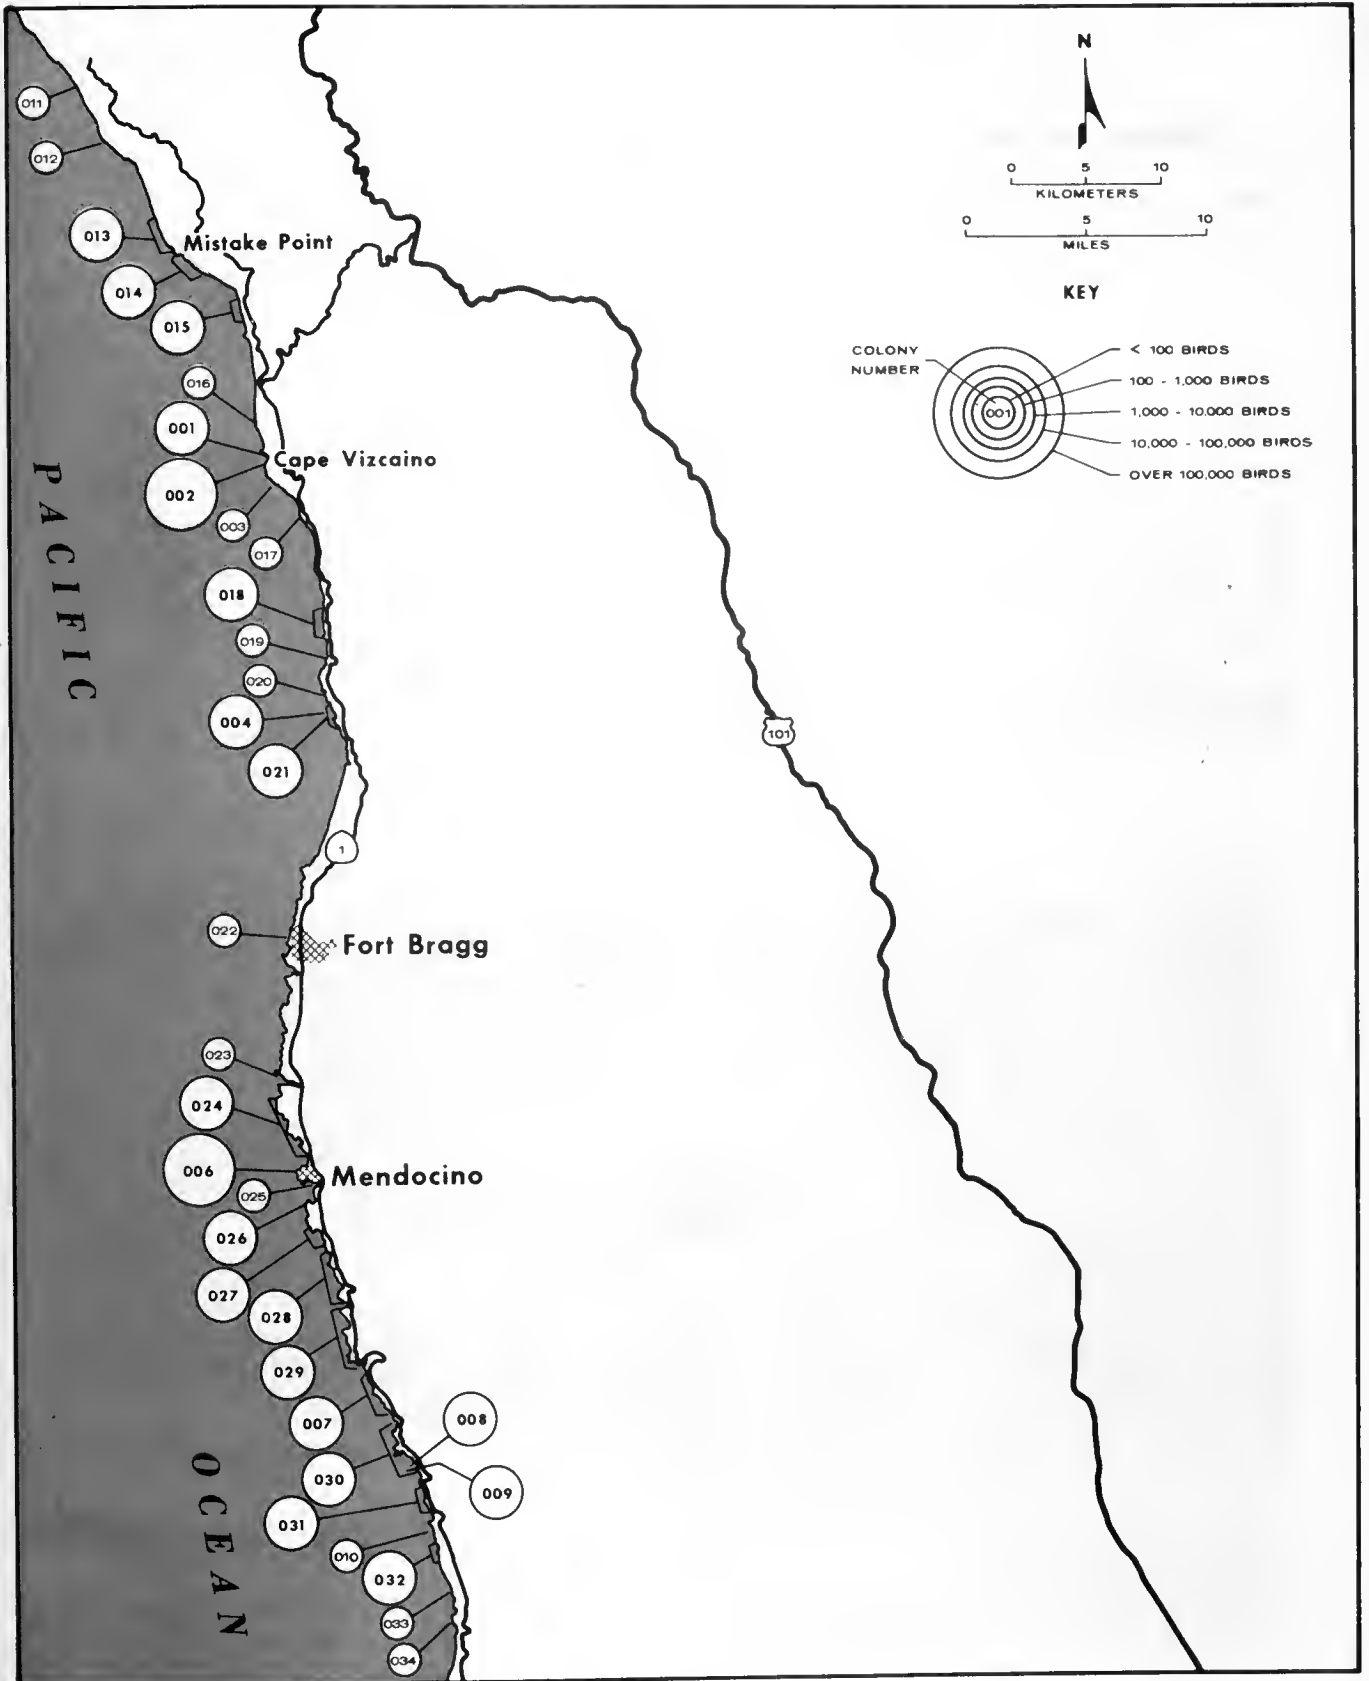 N
0 5 10
KILOMETERS
0 5 10
MILES
KEY
COLONY
NUMBER
001
< 100 BIRDS
100 - 1,000 BIRDS
1,000 - 10,000 BIRDS
10,000 - 100,000 BIRDS
OVER 100,000 BIRDS
011
012
013
Mistake Point
014
015
016
001
Cape Vizcaino
002
003
017
018
019
020
004
021
101
1
022
Fort Bragg
023
024
006
Mendocino
025
026
027
028
029
007
008
030
009
031
010
032
033
034
PACIFIC
OCEAN